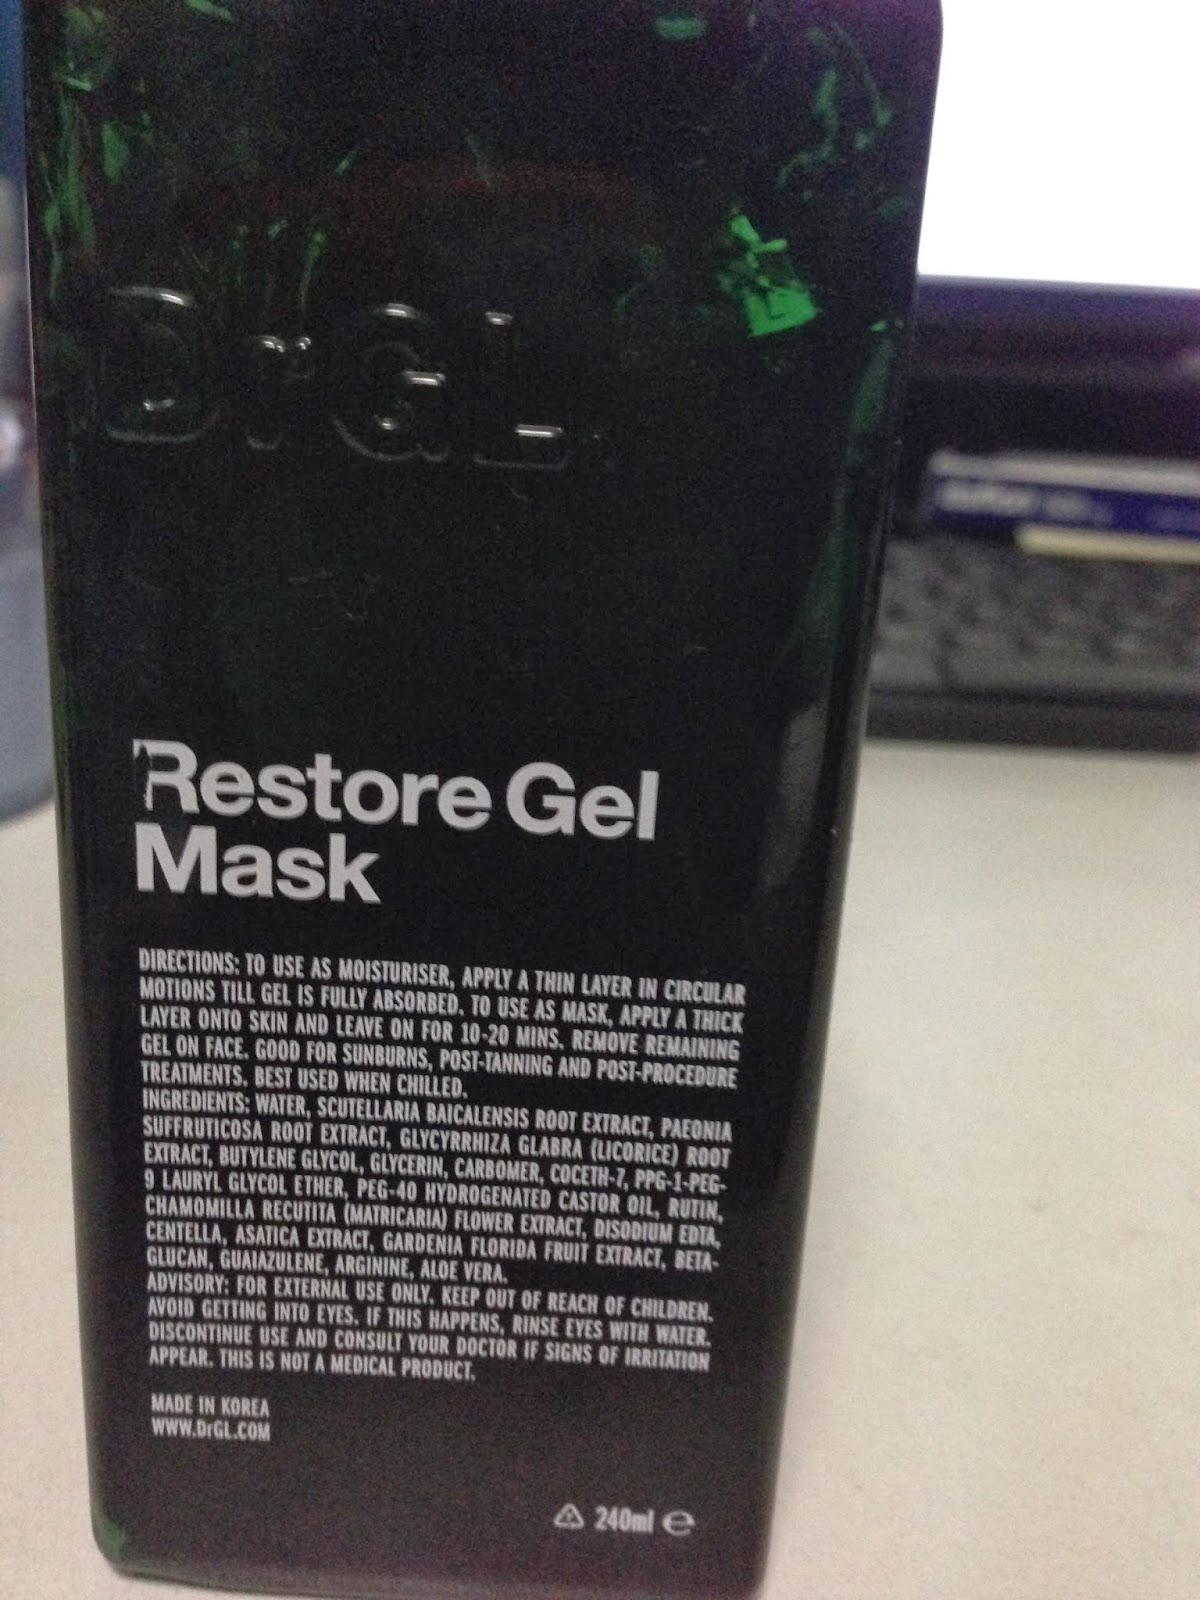 DrGL.
Restore Gel
Mask
DIRECTIONS: TO USE AS MOISTURISER, APPLY A THIN LAYER IN CIRCULAR
MOTIONS TILL GEL IS FULLY ABSORBED. TO USE AS MASK, APPLY A THICK
LAYER ONTO SKIN AND LEAVE ON FOR 10-20 MINS. REMOVE REMAINING
GEL ON FACE. GOOD FOR SUNBURNS, POST-TANNING AND POST-PROCEDURE
TREATMENTS. BEST USED WHEN CHILLED.
INGREDIENTS: WATER, SCUTELLARIA BAICALENSIS ROOT EXTRACT, PAEONIA
SUFFRUTICOSA ROOT EXTRACT, GLYCYRRHIZA GLABRA (LICORICE) ROOT
EXTRACT, BUTYLENE GLYCOL, GLYCERIN, CARBOMER, COCETH-7, PPG-1-PEG-
9 LAURYL GLYCOL ETHER, PEG-40 HYDROGENATED CASTOR OIL, RUTIN,
CHAMOMILLA RECUTITA (MATRICARIA) FLOWER EXTRACT, DISODIUM EDTA,
CENTELLA, ASATICA EXTRACT, GARDENIA FLORIDA FRUIT EXTRACT, BETA-
GLUCAN, GUAIAZULENE, ARGININE, ALOE VERA.
ADVISORY: FOR EXTERNAL USE ONLY. KEEP OUT OF REACH OF CHILDREN.
AVOID GETTING INTO EYES. IF THIS HAPPENS, RINSE EYES WITH WATER.
DISCONTINUE USE AND CONSULT YOUR DOCTOR IF SIGNS OF IRRITATION
APPEAR. THIS IS NOT A MEDICAL PRODUCT.
MADE IN KOREA
WWW.DrGL.COM
240ml ℮